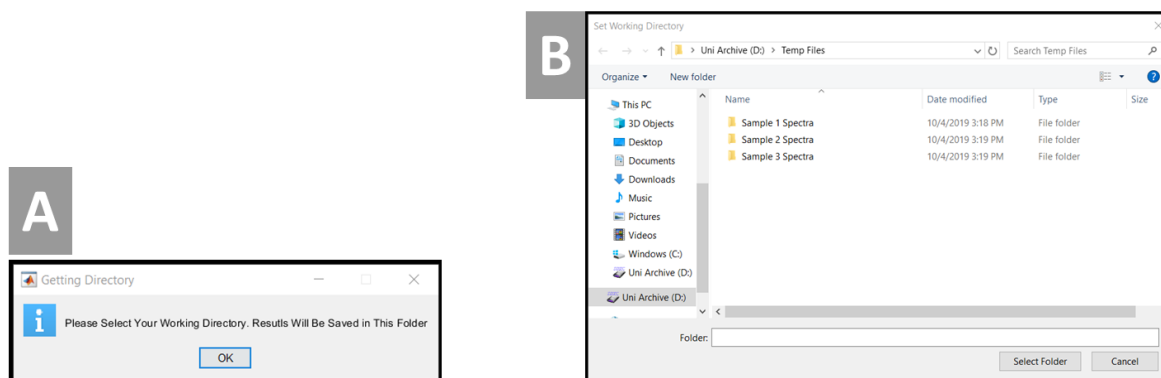 A
Getting Directory
Please Select Your Working Directory. Resutls Will Be Saved in This Folder
OK
B
Set Working Directory
Uni Archive (D:) > Temp Files
Search Temp Files
Organize
New folder
This PC
3D Objects
Desktop
Documents
Downloads
Music
Pictures
Videos
Windows (C:)
Uni Archive (D:)
Uni Archive (D:)
Name Date modified Type Size
Sample 1 Spectra 10/4/2019 3:18 PM File folder
Sample 2 Spectra 10/4/2019 3:19 PM File folder
Sample 3 Spectra 10/4/2019 3:19 PM File folder
Folder:
Select Folder
Cancel